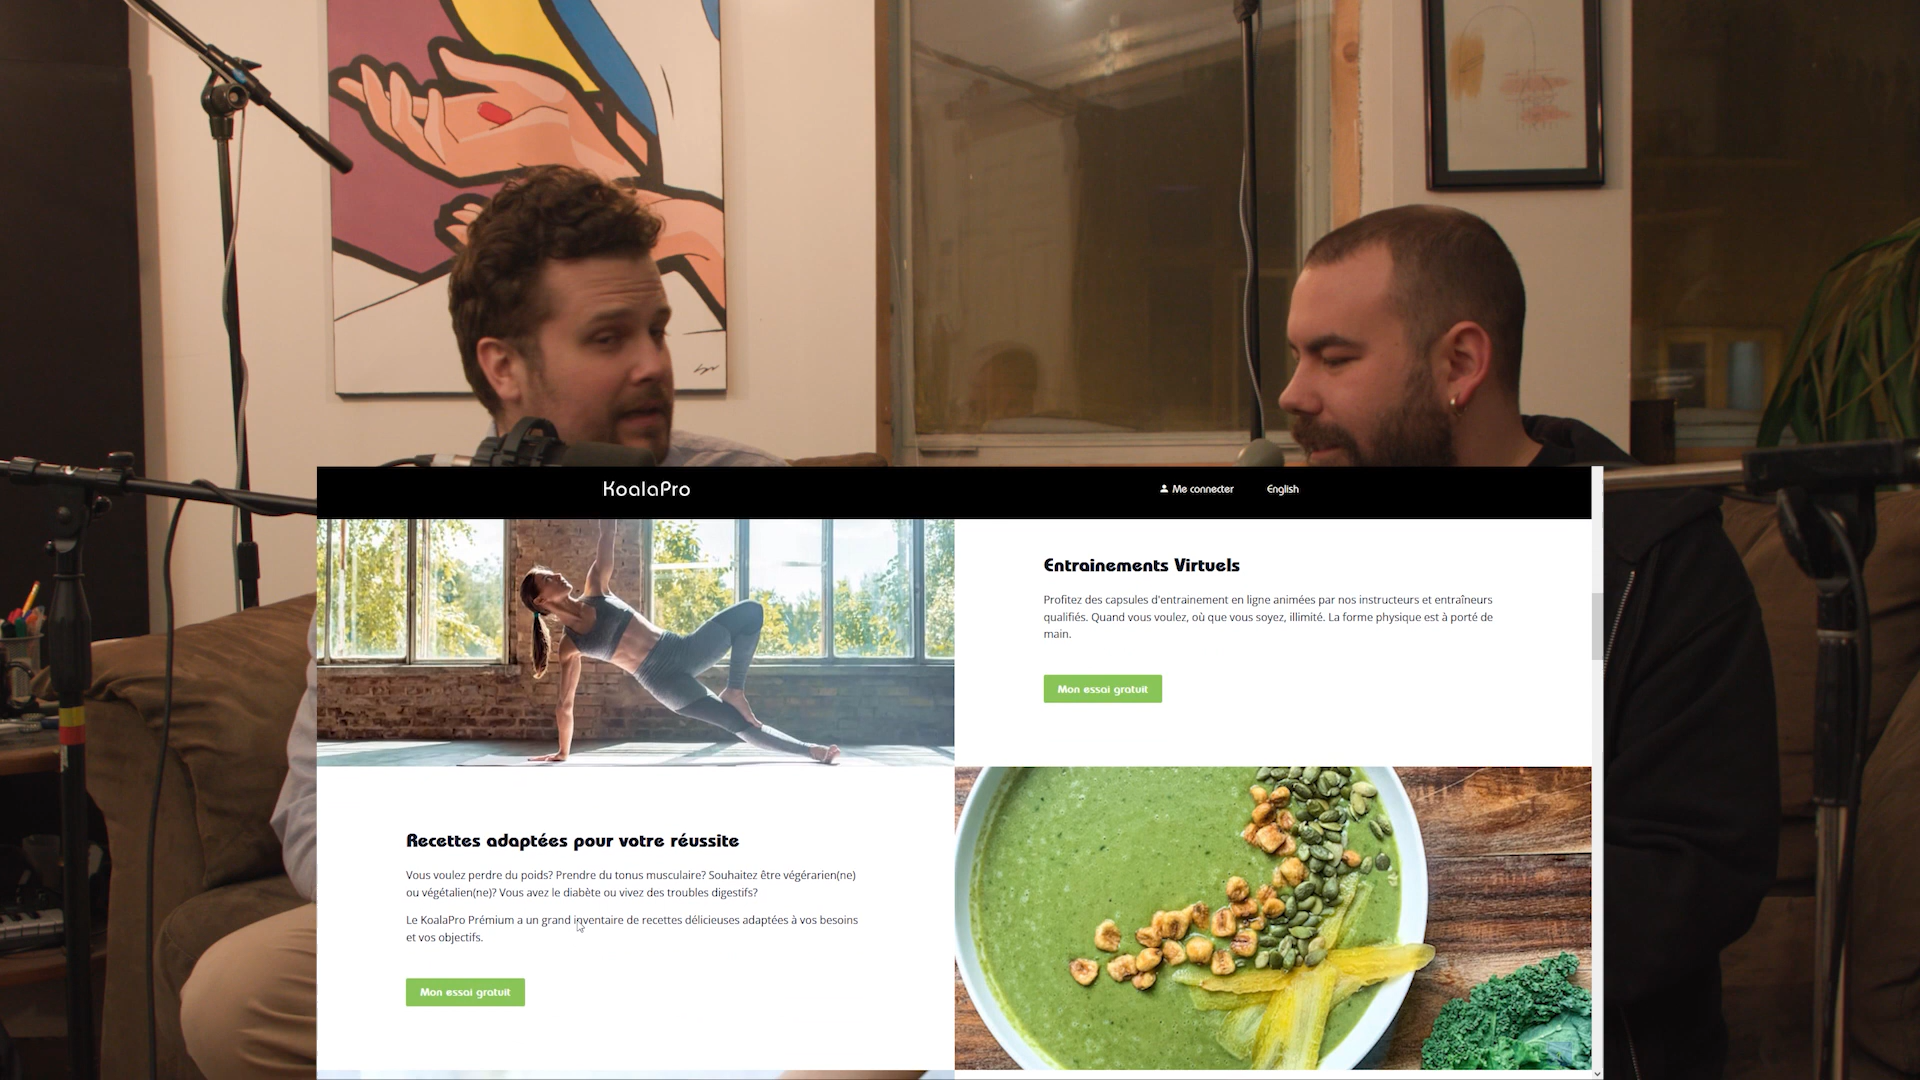 KoalaPro
Me connecter
English
Entrainements Virtuels
Profitez des capsules d'entrainement en ligne animées par nos instructeurs et entraîneurs
qualifiés. Quand vous voulez, où que vous soyez, illimité. La forme physique est à porté de
main.
Mon essai gratuit
Recettes adaptées pour votre réussite
Vous voulez perdre du poids? Prendre du tonus musculaire? Souhaitez être végérarien(ne)
ou végétalien(ne)? Vous avez le diabète ou vivez des troubles digestifs?
Le KoalaPro Prémium a un grand inventaire de recettes délicieuses adaptées à vos besoins
et vos objectifs.
Mon essai gratuit